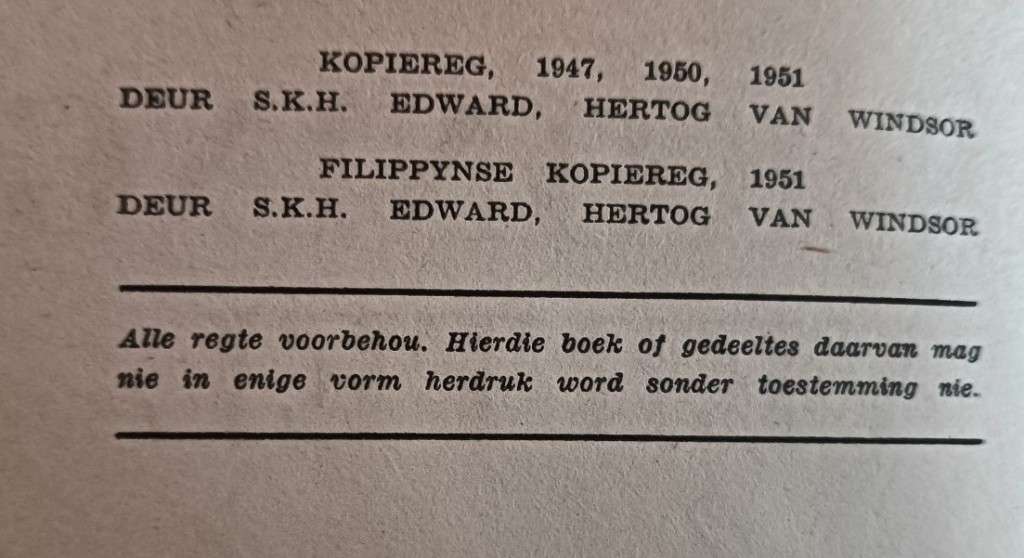 KOPIEREG, 1947, 1950, 1951
DEUR S.K.H. EDWARD, HERTOG VAN WINDSOR
FILIPPYNSE KOPIEREG, 1951
DEUR S.K.H. EDWARD, HERTOG VAN WINDSOR
Alle regte voorbehou. Hierdie boek of gedeeltes daarvan mag
nie in enige vorm herdruk word sonder toestemming nie.